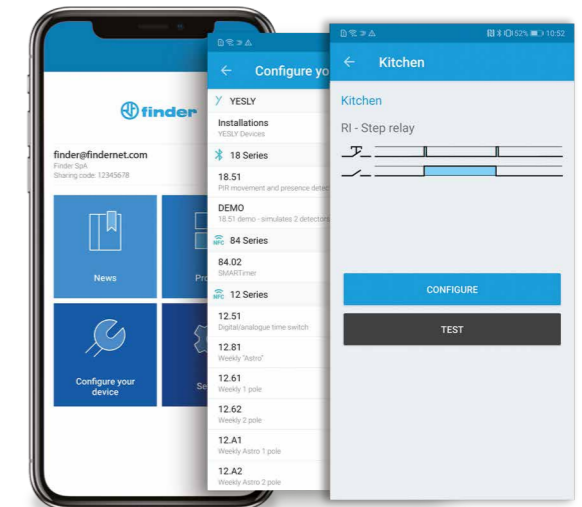 finder
finder@findernet.com
Finder SpA
Sharing code: 12345678
News
Configure your
device
Configure yo
YESLY
Installations
YESLY Devices
18 Series
18.51
PIR movement and presence detec
DEMO
18.51 demo - simulates 2 detectors
NFC 84 Series
84.02
SMARTimer
NFC 12 Series
12.51
Digital/analogue time switch
12.81
Weekly "Astro"
12.61
Weekly 1 pole
12.62
Weekly 2 pole
12.A1
Weekly Astro 1 pole
12.A2
Weekly Astro 2 pole
52% 10:52
Kitchen
Kitchen
RI - Step relay
CONFIGURE
TEST